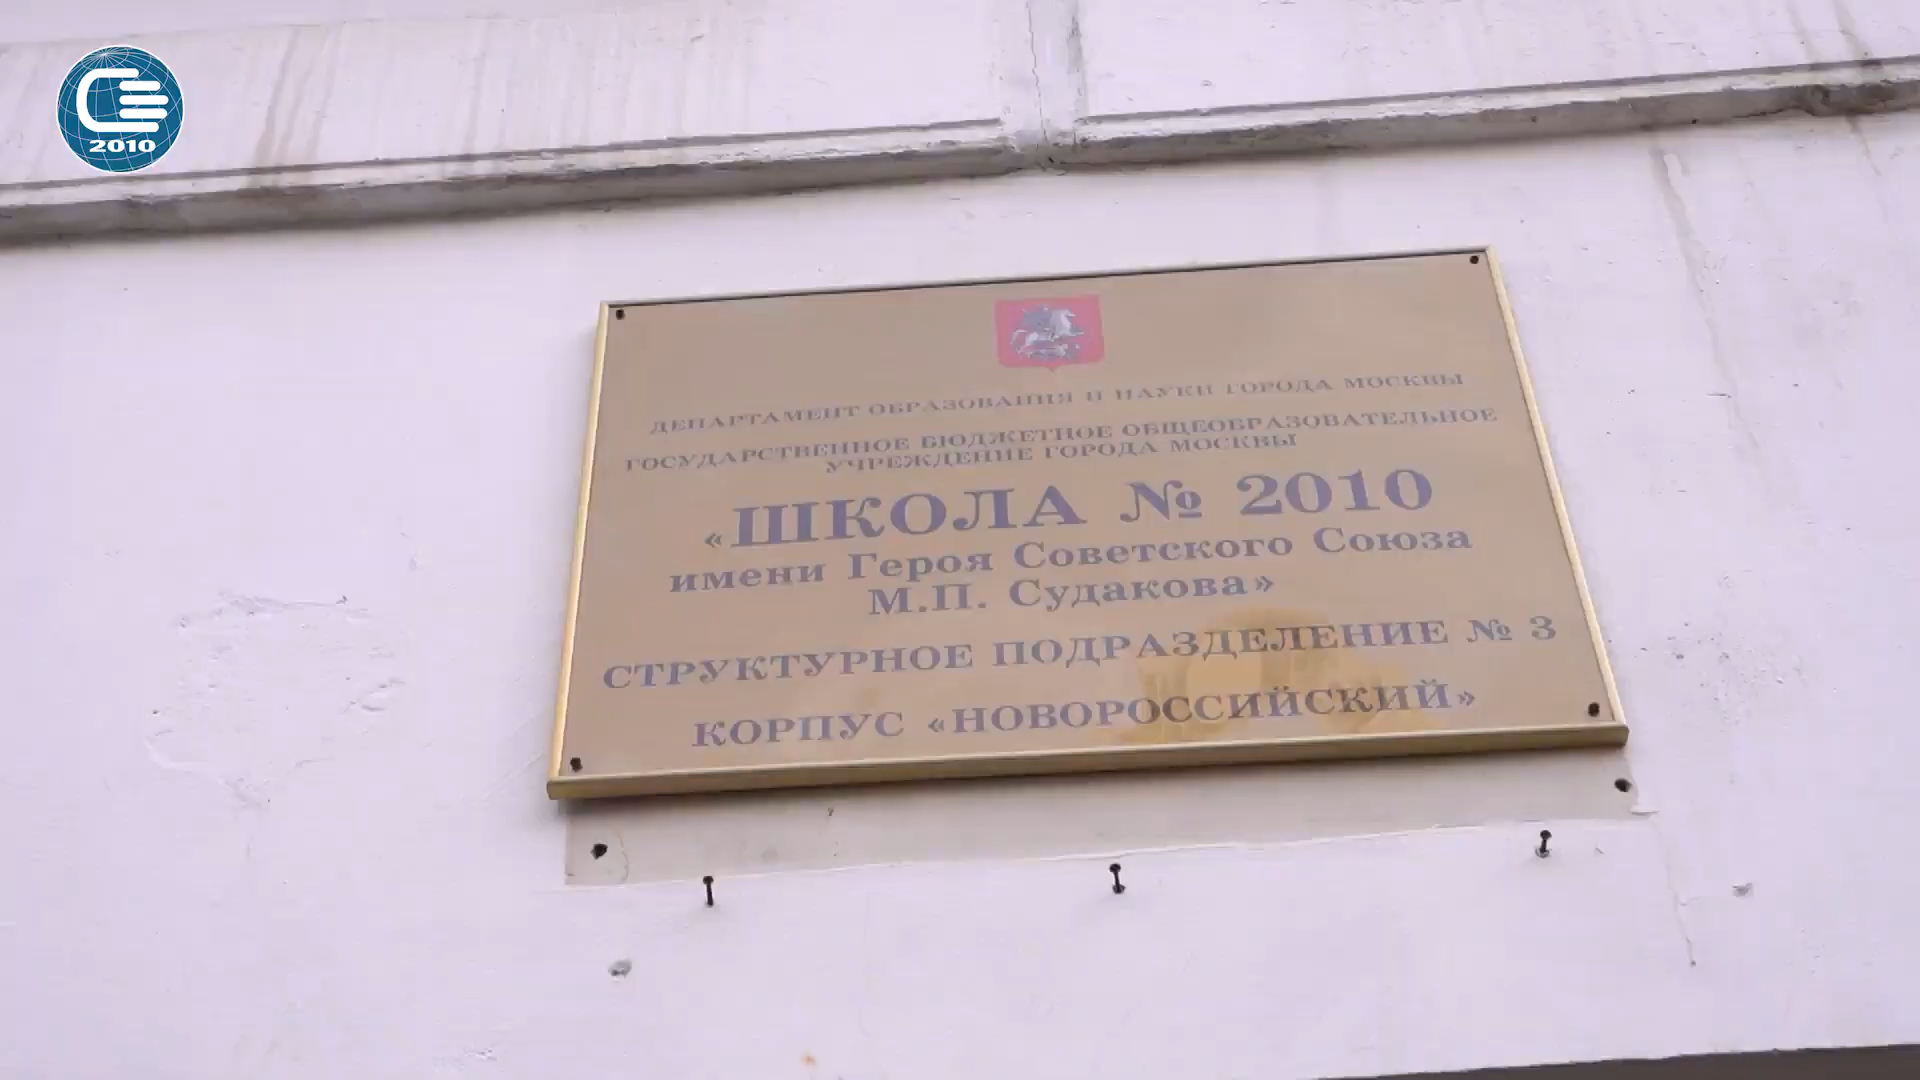 2010
ДЕПАРТАМЕНТ ОБРАЗОВАНИЯ И НАУКИ ГОРОДА МОСКВЫ
ГОСУДАРСТВЕННОЕ БЮДЖЕТНОЕ ОБЩЕОБРАЗОВАТЕЛЬНОЕ
УЧРЕЖДЕНИЕ ГОРОДА МОСКВЫ
«ШКОЛА № 2010
имени Героя Советского Союза
М.П. Судакова»
СТРУКТУРНОЕ ПОДРАЗДЕЛЕНИЕ № 3
КОРПУС «НОВОРОССИЙСКИЙ»